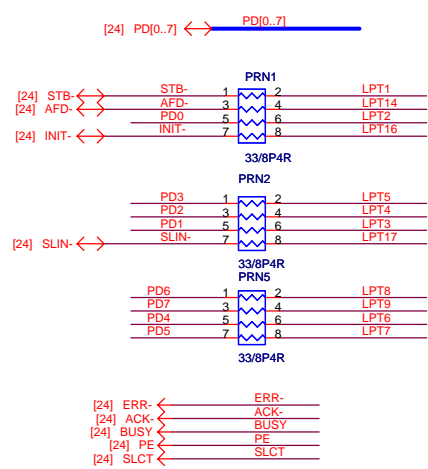 [24] PD[0..7] PD[0..7]
PRN1
[24] STB- STB- 1 2 LPT1
[24] AFD- AFD- 3 4 LPT14
PD0 5 6 LPT2
[24] INIT- INIT- 7 8 LPT16
33/8P4R
PRN2
PD3 1 2 LPT5
PD2 3 4 LPT4
PD1 5 6 LPT3
[24] SLIN- SLIN- 7 8 LPT17
33/8P4R
PRN5
PD6 1 2 LPT8
PD7 3 4 LPT9
PD4 5 6 LPT6
PD5 7 8 LPT7
33/8P4R
[24] ERR- ERR-
[24] ACK- ACK-
[24] BUSY BUSY
[24] PE PE
[24] SLCT SLCT